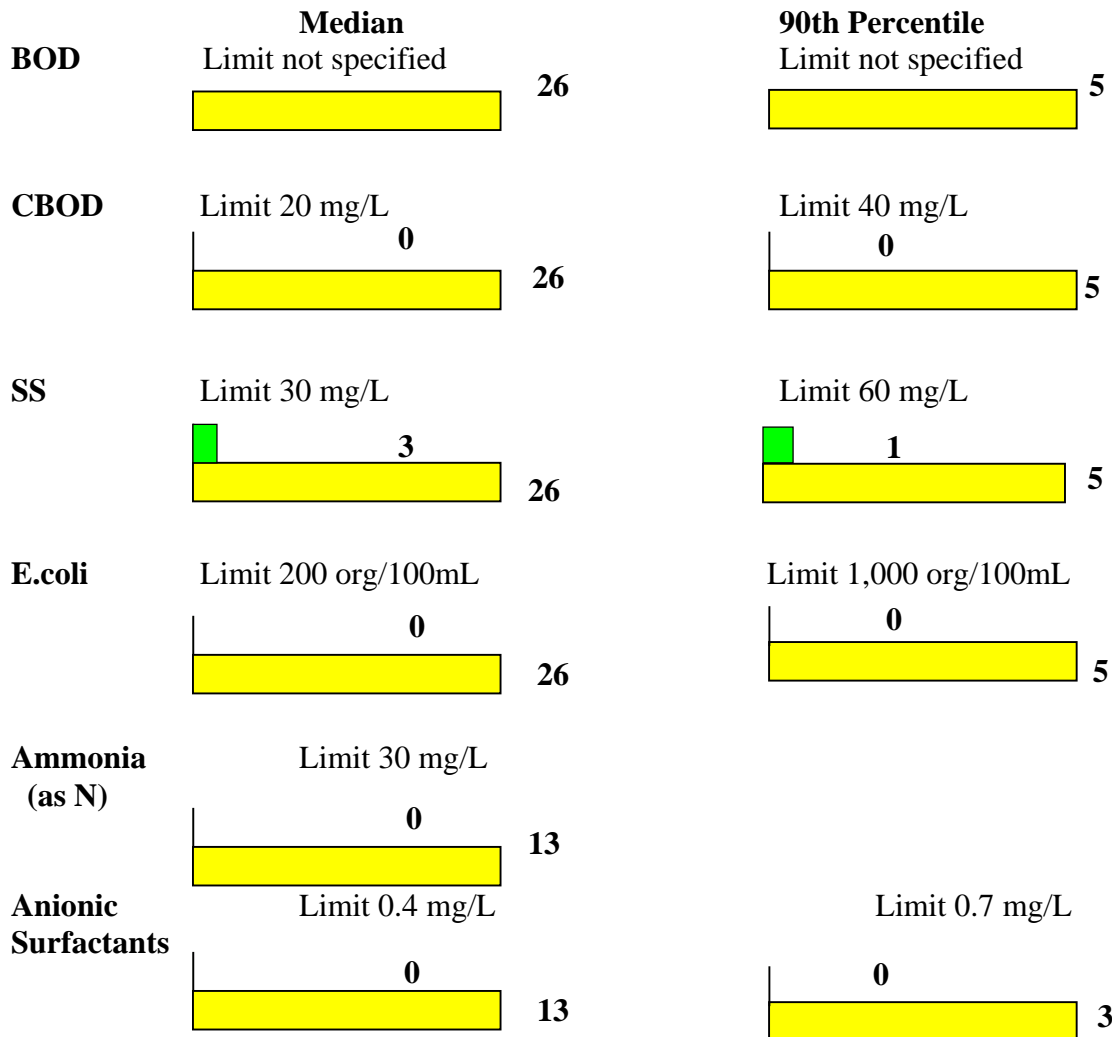 Median 90th Percentile
BOD Limit not specified Limit not specified
26 5
CBOD Limit 20 mg/L Limit 40 mg/L
0 0
26 5
SS Limit 30 mg/L Limit 60 mg/L
3 1
26 5
E.coli Limit 200 org/100mL Limit 1,000 org/100mL
0 0
26 5
Ammonia Limit 30 mg/L
(as N)
0
13
Anionic Limit 0.4 mg/L Limit 0.7 mg/L
Surfactants
0 0
13 3